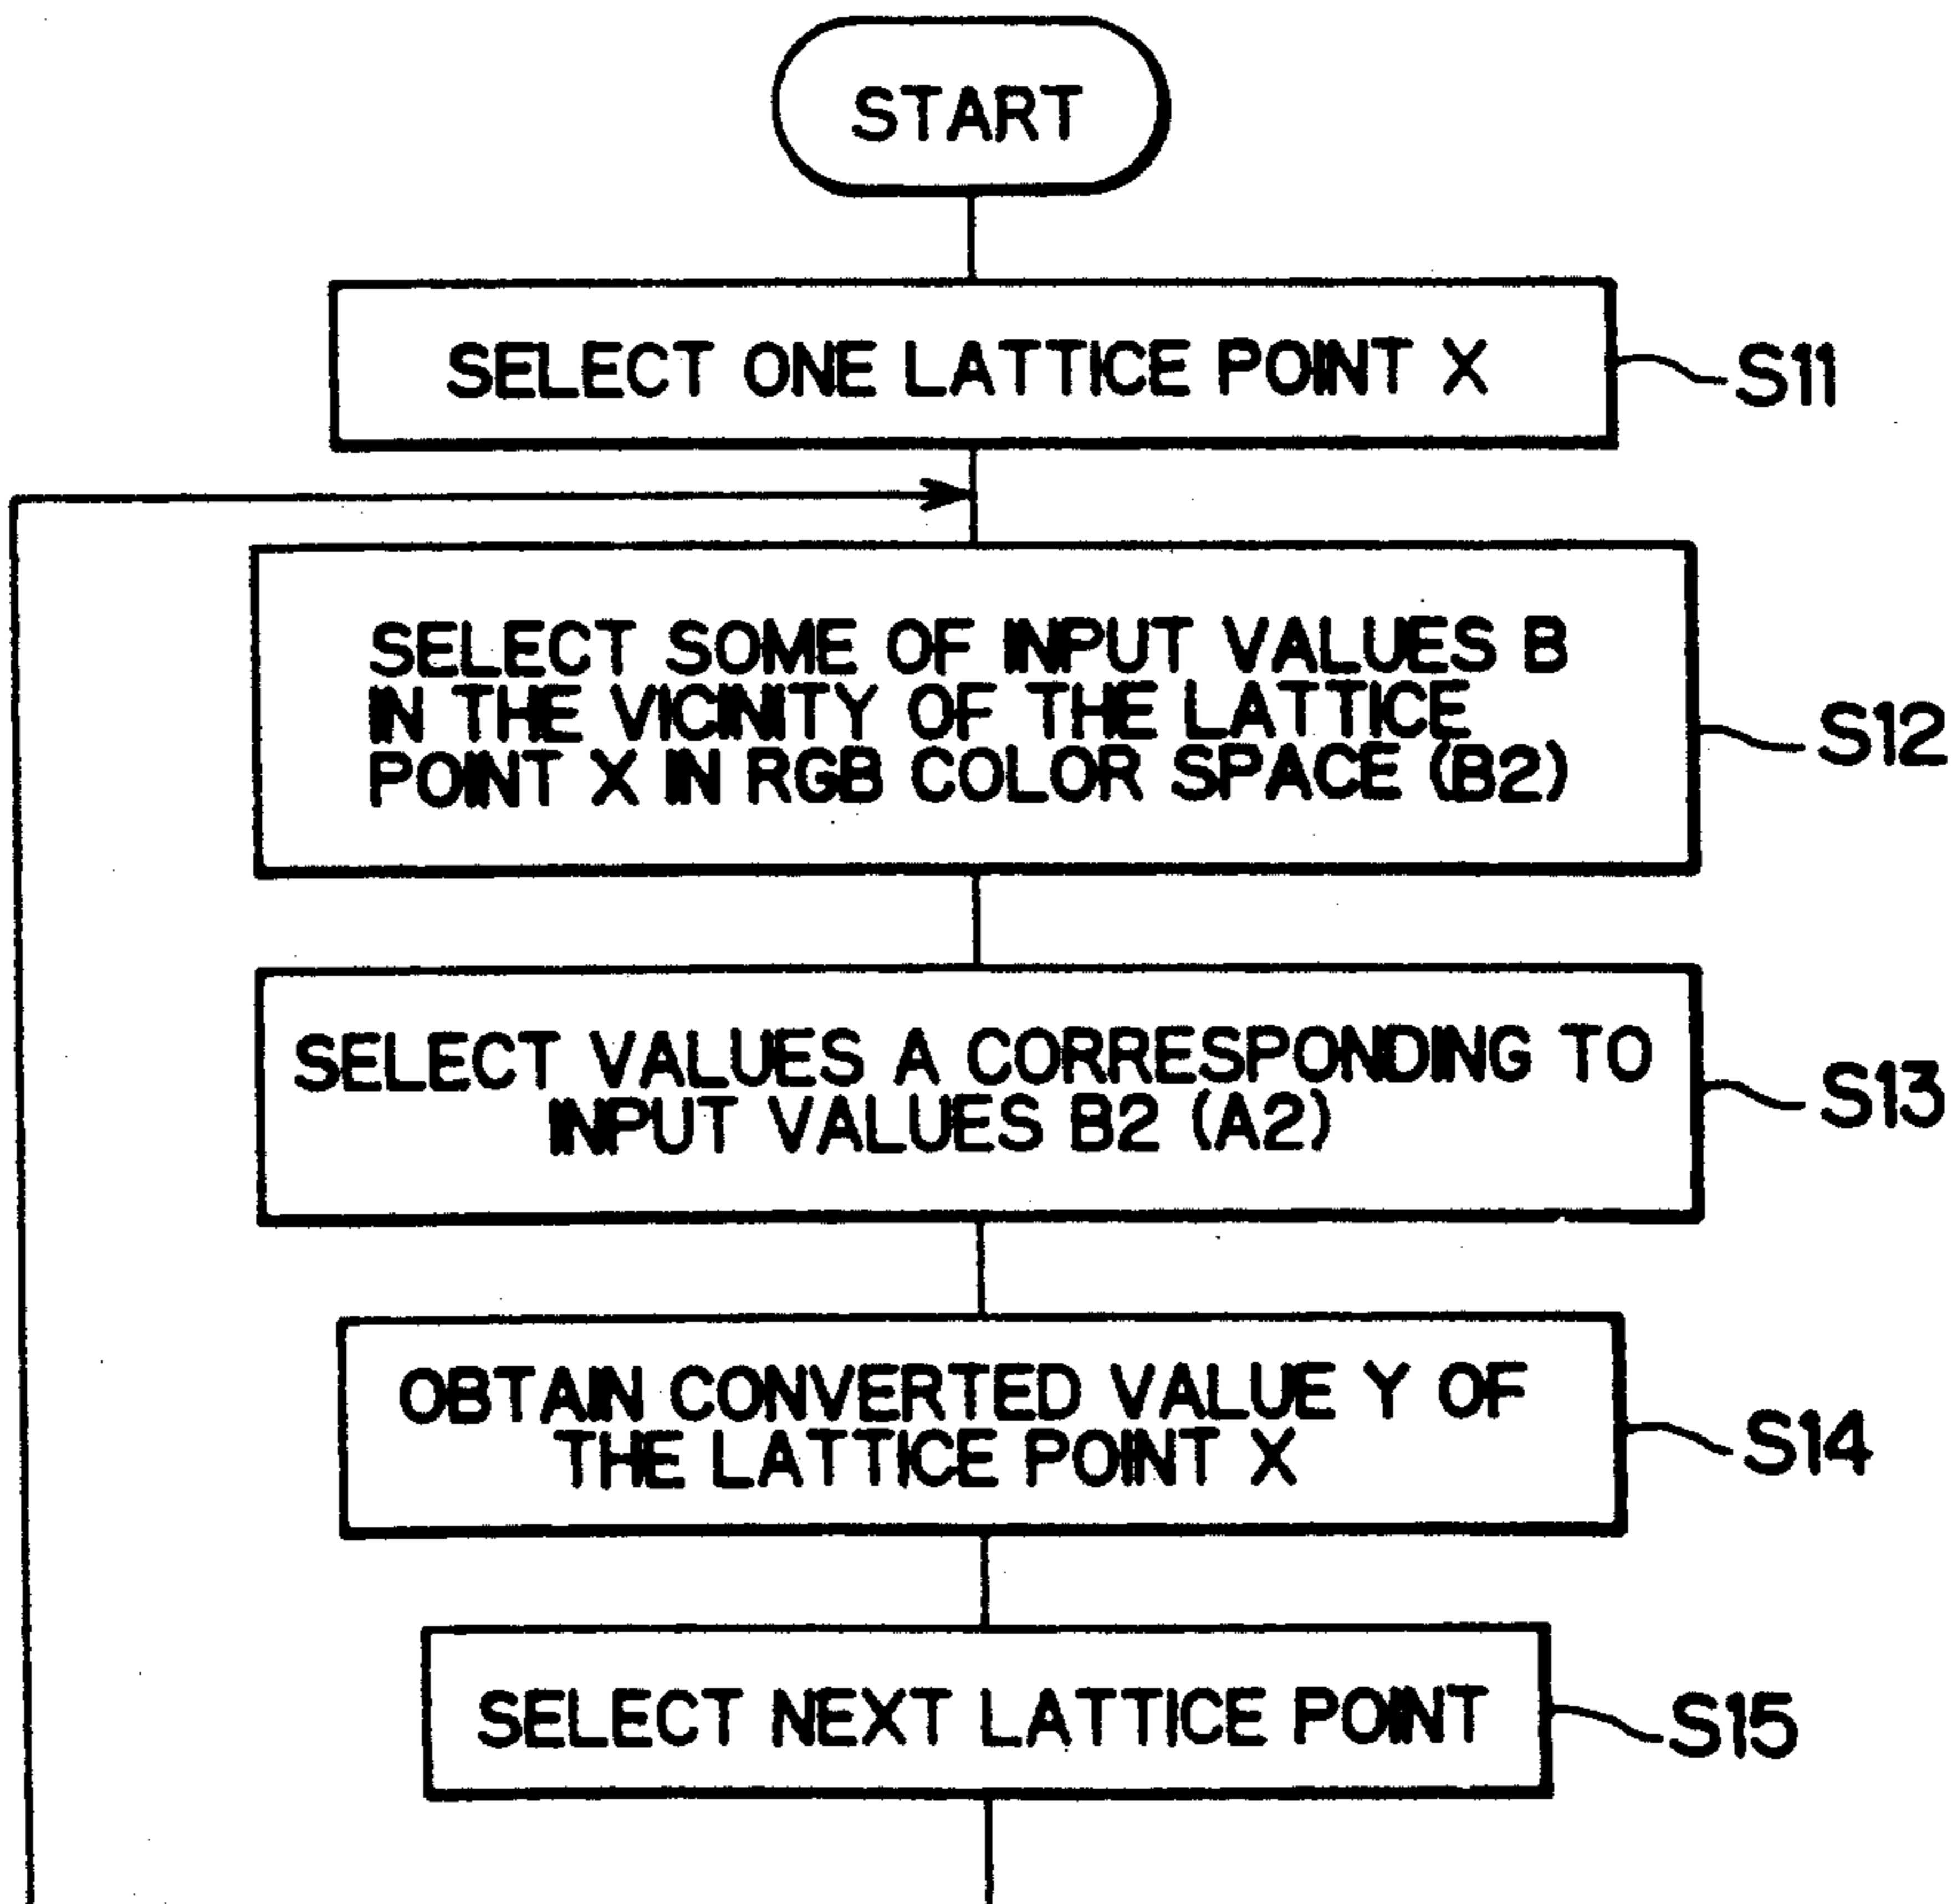 START
SELECT ONE LATTICE POINT X
S11
SELECT SOME OF INPUT VALUES B
IN THE VICINITY OF THE LATTICE
POINT X IN RGB COLOR SPACE (B2)
S12
SELECT VALUES A CORRESPONDING TO
INPUT VALUES B2 (A2)
S13
OBTAIN CONVERTED VALUE Y OF
THE LATTICE POINT X
S14
SELECT NEXT LATTICE POINT
S15